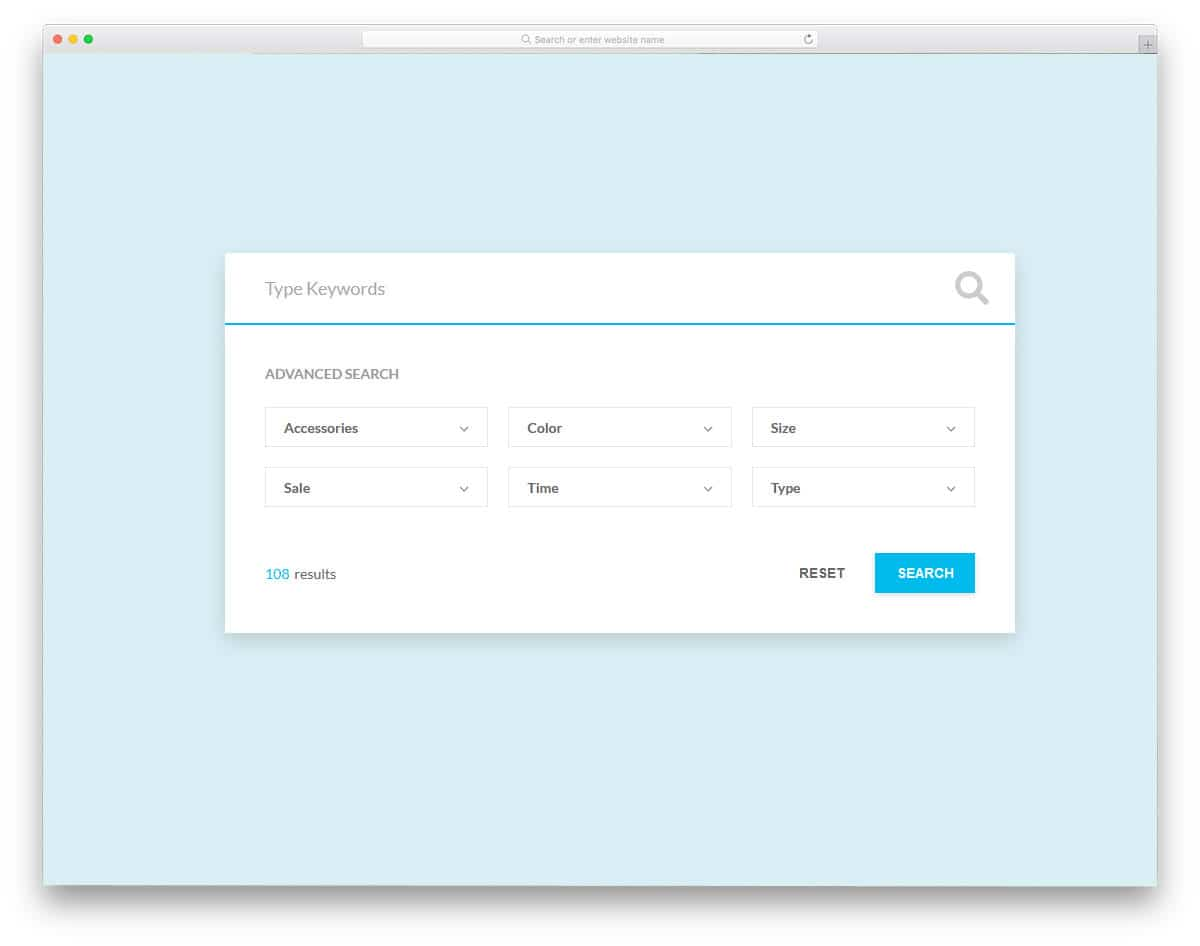 Search or enter website name
Type Keywords
ADVANCED SEARCH
Accessories
Color
Size
Sale
Time
Type
108 results
RESET
SEARCH